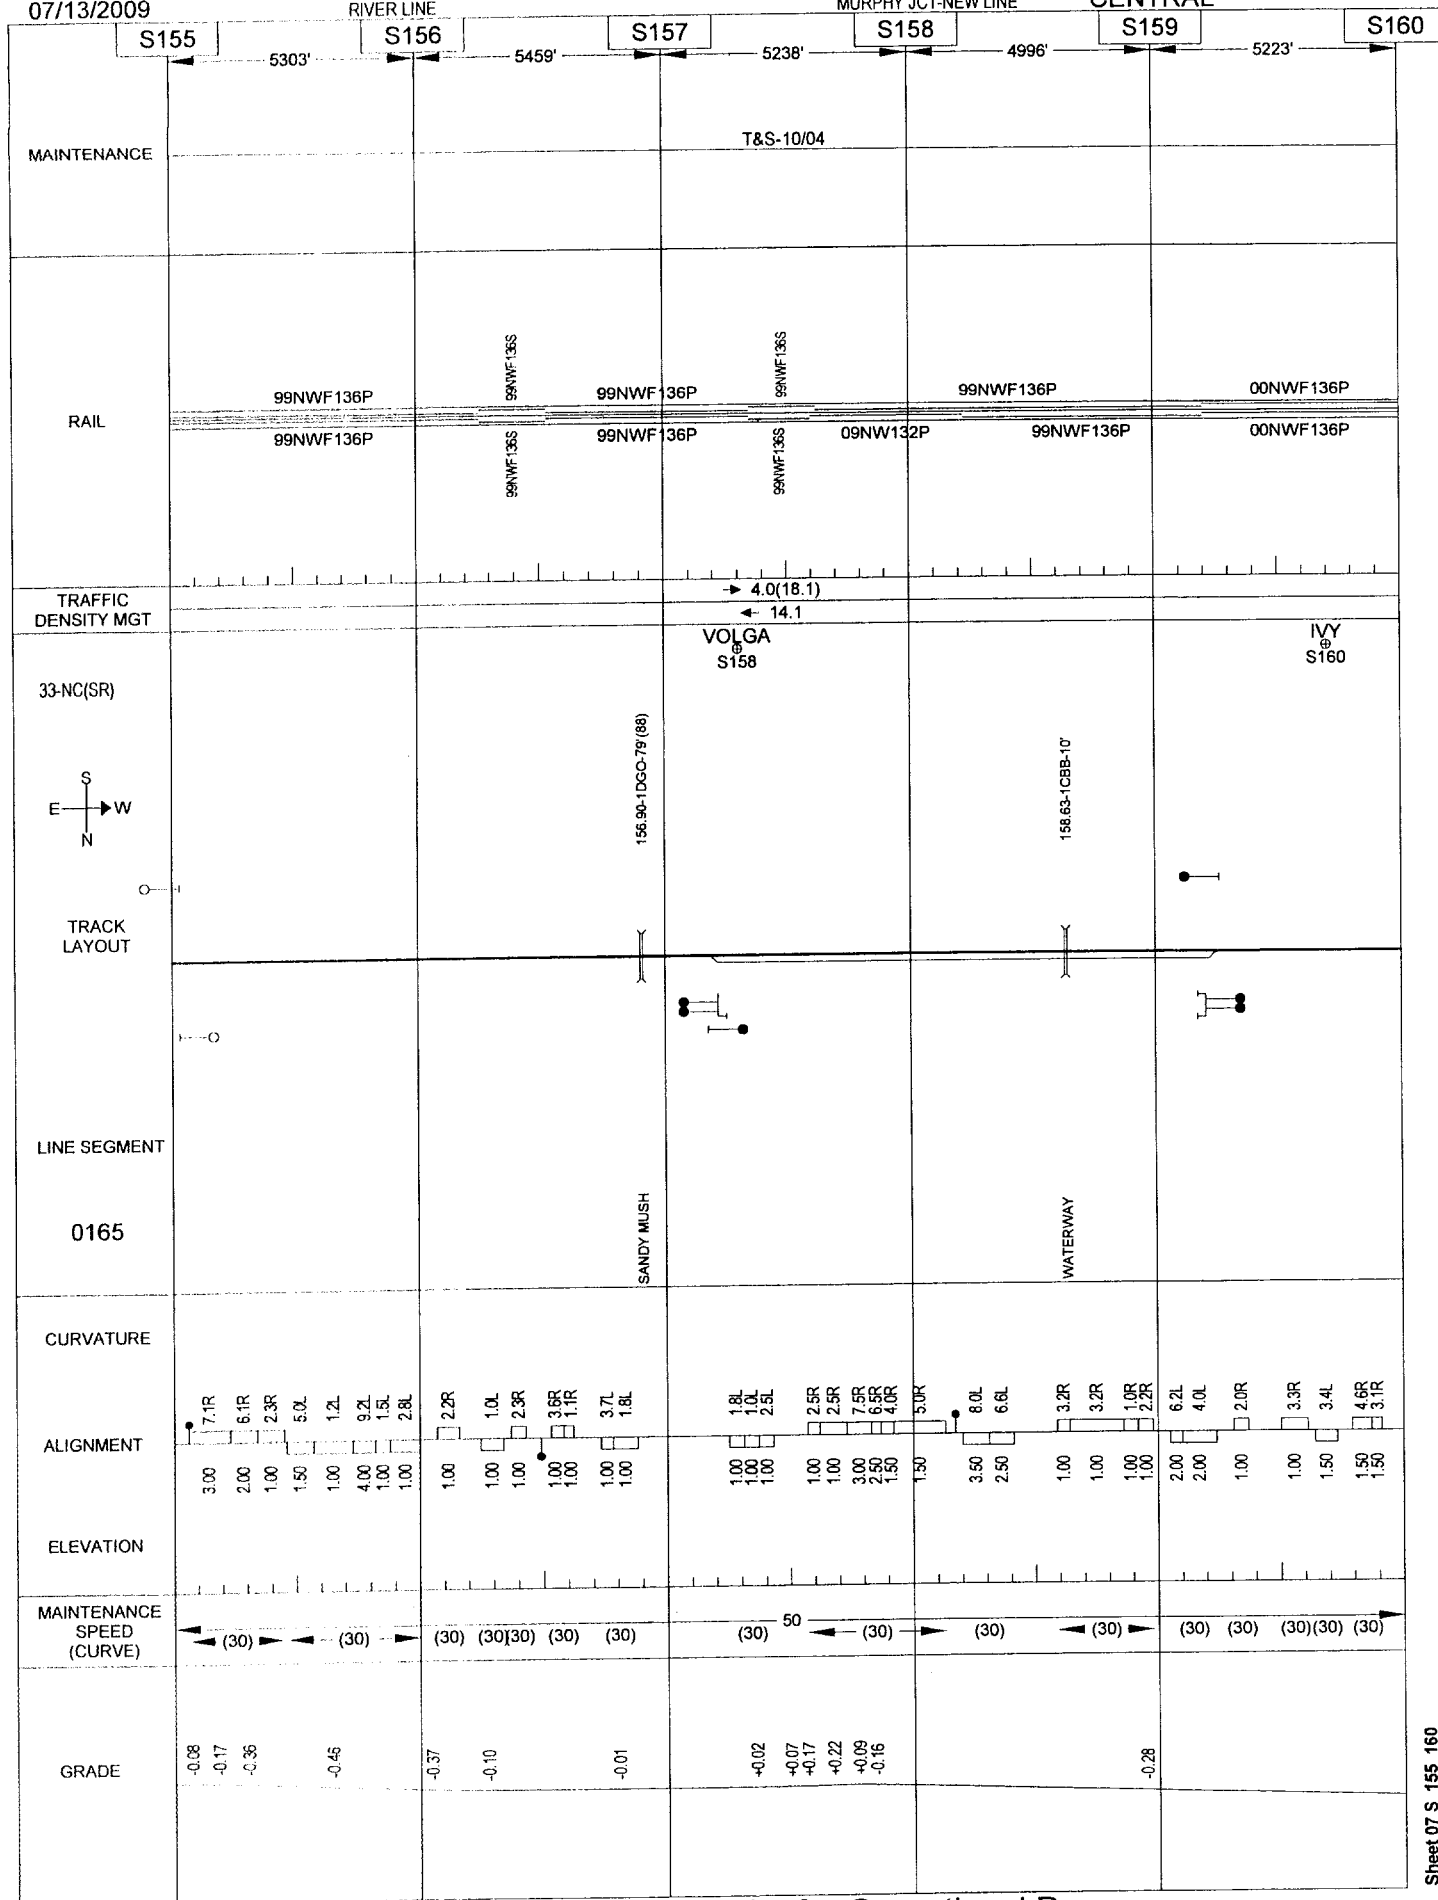 07/13/2009 RIVER LINE MURPHY JCT-NEW LINE CENTRAL
S155 S156 S157 S158 S159 S160
5303' 5459' 5238' 4996' 5223'
MAINTENANCE
T&S-10/04
RAIL
99NWF136P 99NWF136S 99NWF136P 99NWF136S 99NWF136P 00NWF136P
99NWF136P 99NWF136S 99NWF136P 99NWF136S 09NW132P 99NWF136P 00NWF136P
TRAFFIC
DENSITY MGT
4.0(18.1)
14.1
VOLGA
S158
IVY
S160
33-NC(SR)
S
E W
N
156.90-1DGO-79'(88)
158.63-1CBB-10'
TRACK
LAYOUT
LINE SEGMENT
0165
SANDY MUSH
WATERWAY
CURVATURE
7.1R 6.1R 2.3R 5.0L 1.2L 9.2L 1.5L 2.8L 2.2R 1.0L 2.3R 3.6R 1.1R 3.7L 1.8L 1.8L 1.0L 2.5L 2.5R 2.5R 7.5R 6.5R 4.0R 5.0R 8.0L 6.6L 3.2R 3.2R 1.0R 2.2R 6.2L 4.0L 2.0R 3.3R 3.4L 4.6R 3.1R
ALIGNMENT
3.00 2.00 1.00 1.50 1.00 4.00 1.00 1.00 1.00 1.00 1.00 1.00 1.00 1.00 1.00 1.00 1.00 1.00 1.00 1.00 3.00 2.50 1.50 1.50 3.50 2.50 1.00 1.00 1.00 1.00 2.00 2.00 1.00 1.00 1.50 1.50 1.50
ELEVATION
MAINTENANCE
SPEED
(CURVE)
50
(30) (30) (30) (30) (30) (30) (30) (30) (30) (30) (30) (30) (30) (30) (30) (30)
GRADE
-0.08 -0.17 -0.36 -0.46 -0.37 -0.10 -0.01 +0.02 +0.07 +0.17 +0.22 +0.09 -0.16 -0.28
Sheet 07 S 155 160